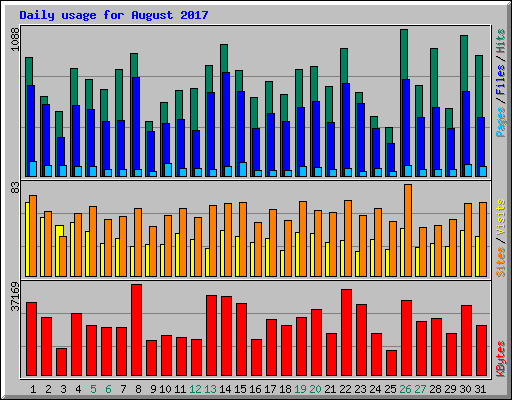 Daily usage for August 2017
1088
Pages / Files / Hits
83
Sites / Visits
37169
KBytes
1 2 3 4 5 6 7 8 9 10 11 12 13 14 15 16 17 18 19 20 21 22 23 24 25 26 27 28 29 30 31